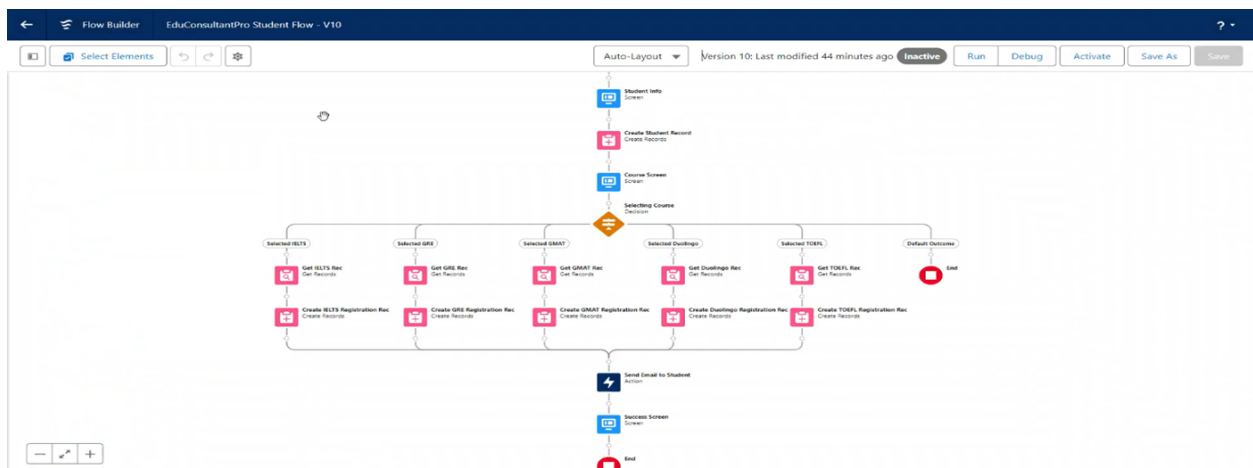 Flow Builder EduConsultantPro Student Flow - V10 ?
Select Elements Auto-Layout Version 10: Last modified 44 minutes ago Inactive Run Debug Activate Save As Save
Student Info
Screen
Create Student Record
Create Records
Course Screen
Screen
Selecting Course
Decision
Selected IELTS Selected GRE Selected GMAT Selected Duolingo Selected TOEFL Default Outcome
Get IELTS Rec Get GRE Rec Get GMAT Rec Get Duolingo Rec Get TOEFL Rec End
Get Records Get Records Get Records Get Records Get Records
Create IELTS Registration Rec Create GRE Registration Rec Create GMAT Registration Rec Create Duolingo Registration Rec Create TOEFL Registration Rec
Create Records Create Records Create Records Create Records Create Records
Send Email to Student
Action
Success Screen
Screen
End